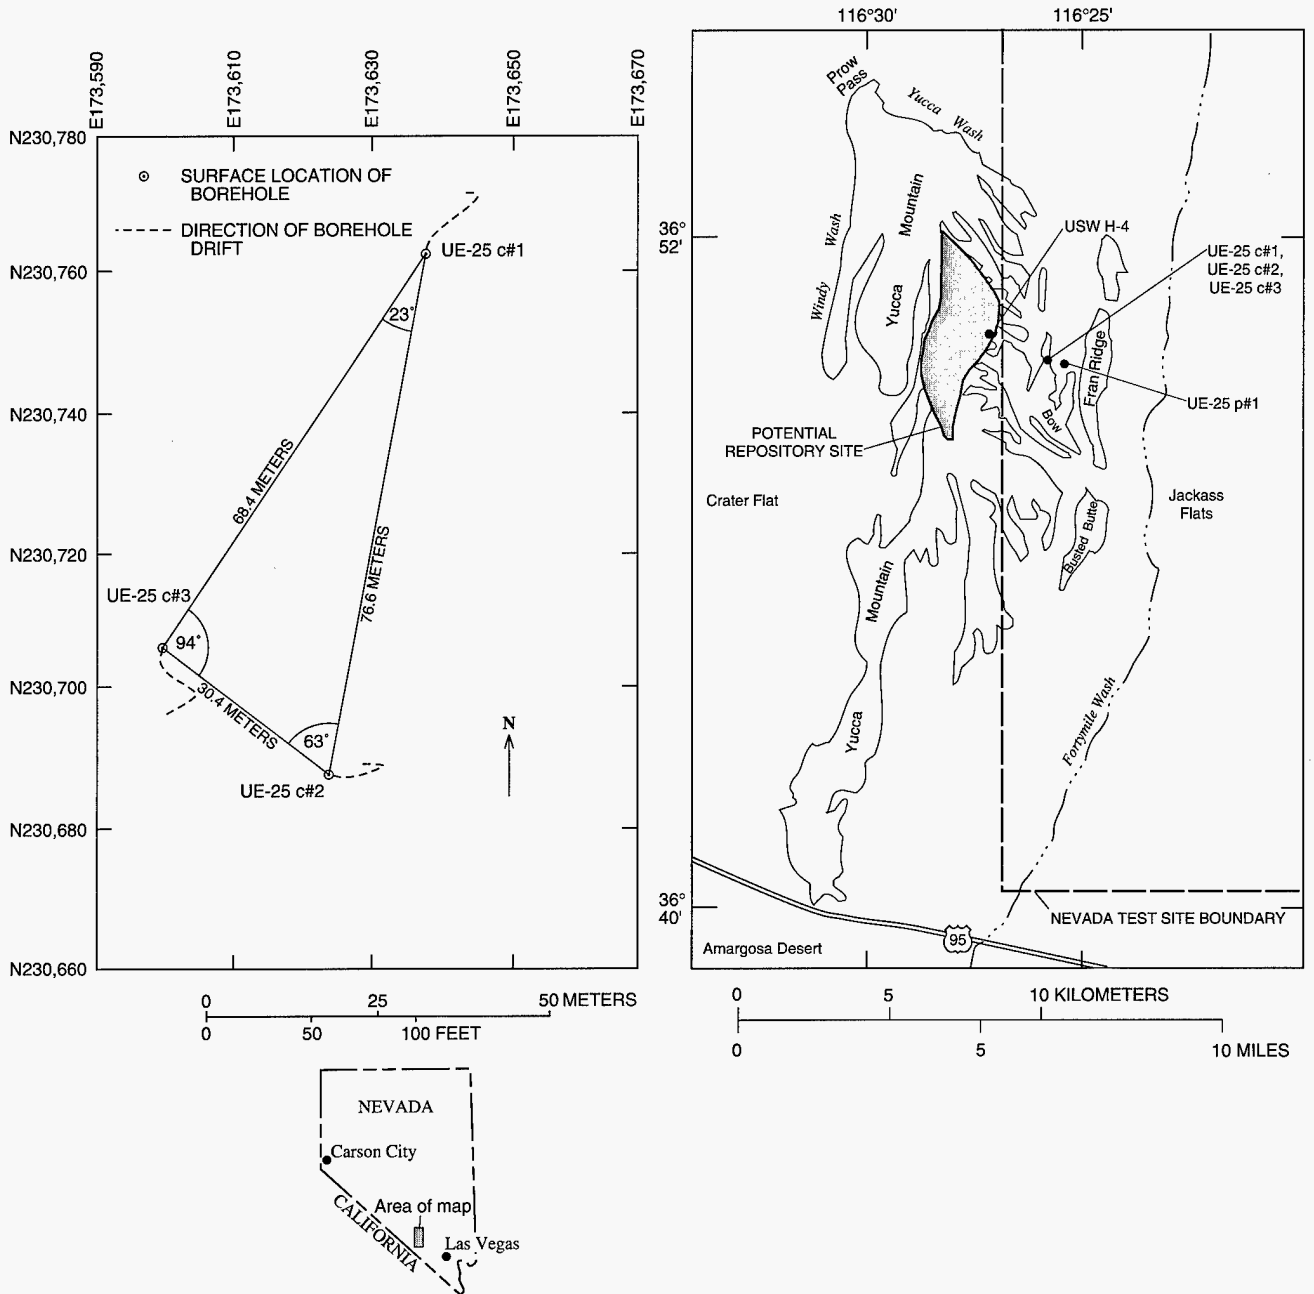 E173,590
E173,610
E173,630
E173,650
E173,670
N230,780
N230,760
N230,740
N230,720
N230,700
N230,680
N230,660
SURFACE LOCATION OF
BOREHOLE
DIRECTION OF BOREHOLE
DRIFT
UE-25 c#1
23°
68.4 METERS
76.6 METERS
UE-25 c#3
94°
30.4 METERS
63°
UE-25 c#2
N
0
25
50 METERS
0
50
100 FEET
116°30'
116°25'
36°
52'
36°
40'
Prow
Pass
Yucca Wash
Windy Wash
Yucca Mountain
USW H-4
UE-25 c#1,
UE-25 c#2,
UE-25 c#3
Fran Ridge
Bow
UE-25 p#1
POTENTIAL
REPOSITORY SITE
Crater Flat
Jackass
Flats
Busted Butte
Yucca Mountain
Fortymile Wash
NEVADA TEST SITE BOUNDARY
95
Amargosa Desert
0
5
10 KILOMETERS
0
5
10 MILES
NEVADA
Carson City
Area of map
CALIFORNIA
Las Vegas